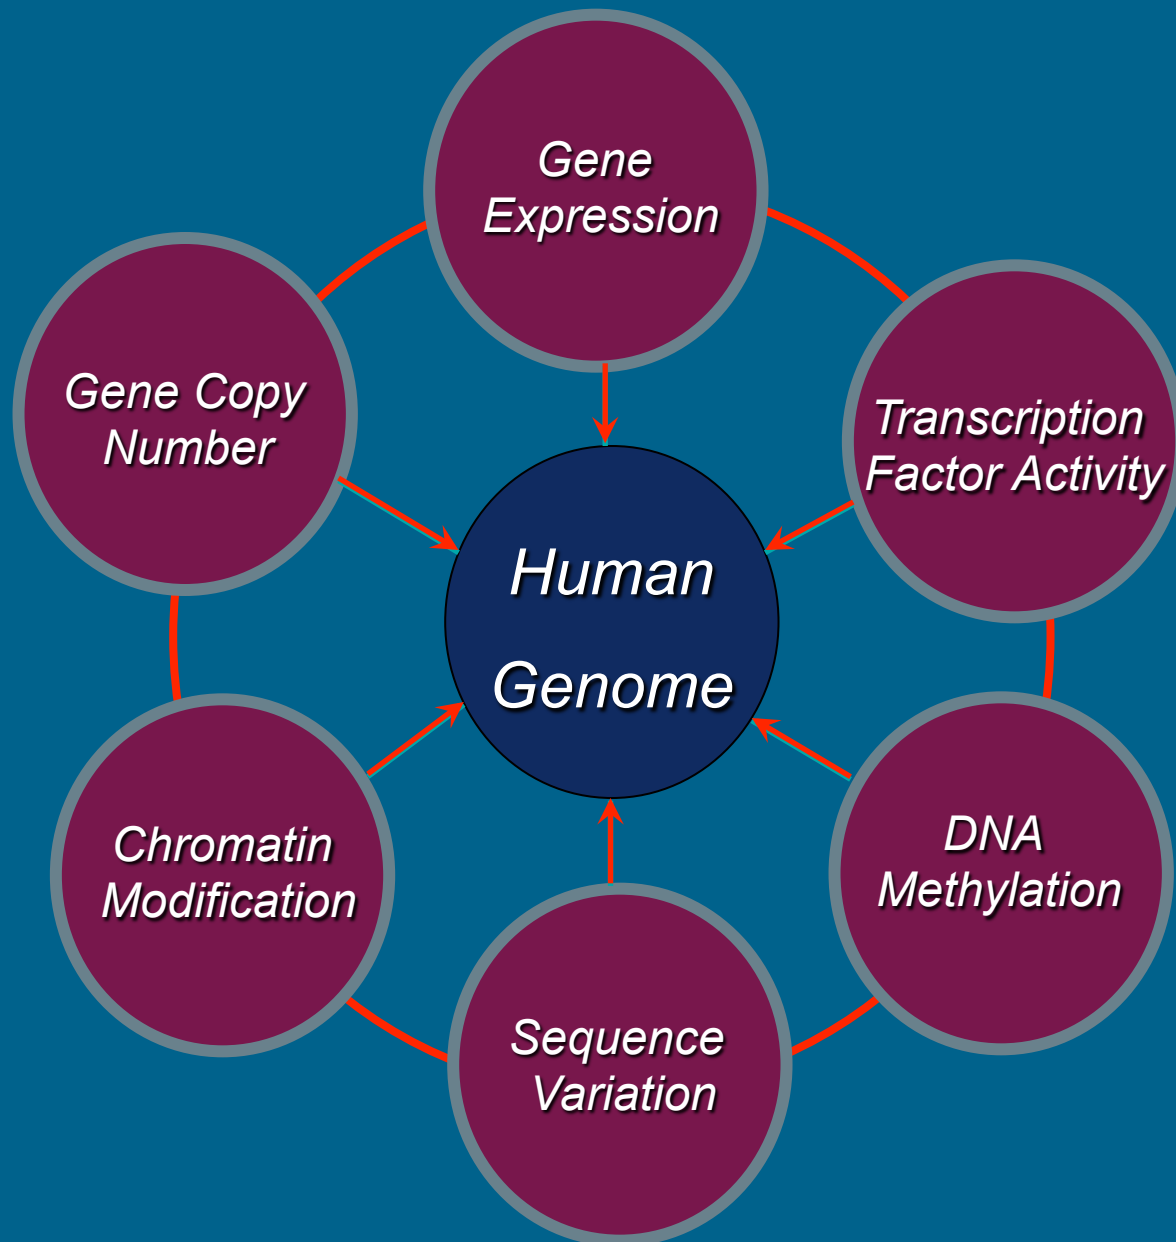 Gene
Expression
Gene Copy
Number
Transcription
Factor Activity
Human
Genome
Chromatin
Modification
DNA
Methylation
Sequence
Variation